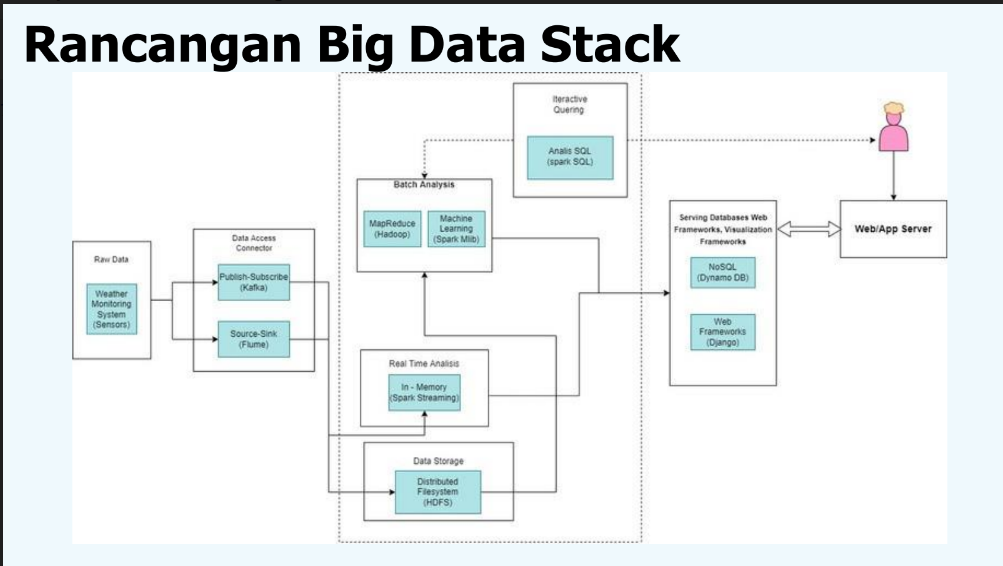 Rancangan Big Data Stack
Raw Data
Weather
Monitoring
System
(Sensors)
Data Access
Connector
Publish-Subscribe
(Kafka)
Source-Sink
(Flume)
Iteractive
Quering
Analis SQL
(spark SQL)
Batch Analysis
MapReduce
(Hadoop)
Machine
Learning
(Spark Mlib)
Real Time Analisis
In - Memory
(Spark Streaming)
Data Storage
Distributed
Filesystem
(HDFS)
Serving Databases Web
Frameworks, Visualization
Frameworks
NoSQL
(Dynamo DB)
Web
Frameworks
(Django)
Web/App Server